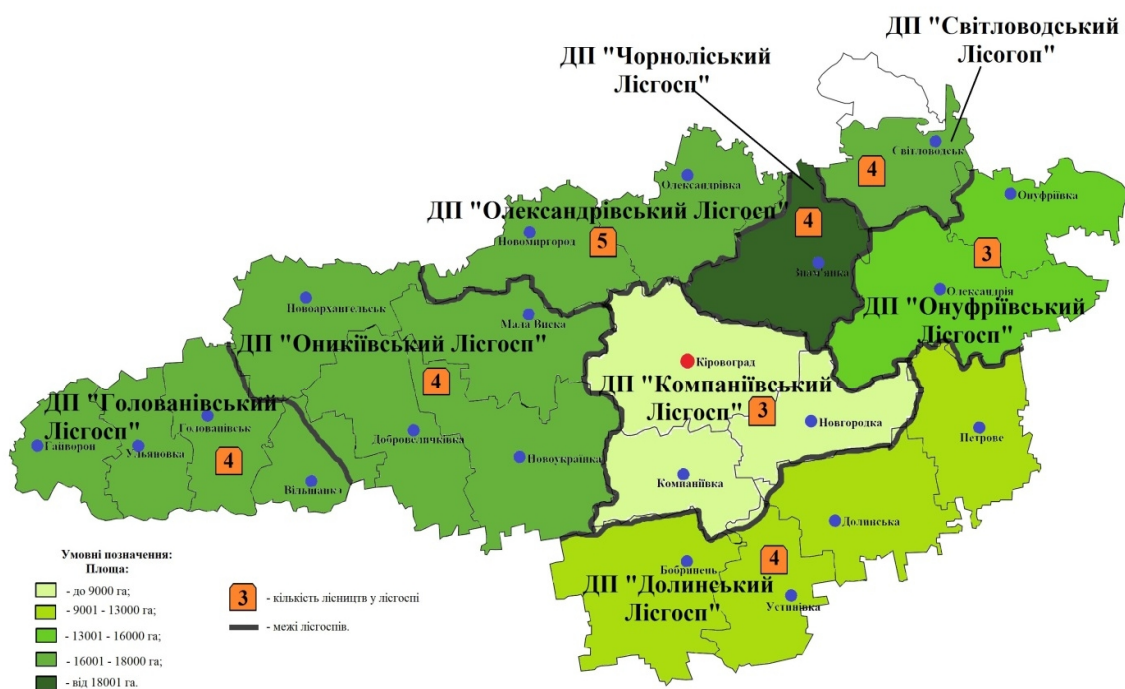 ДП "Світловодський
Лісогоп"
ДП "Чорноліський
Лісгосп"
Світловодськ
4
Олександрівка
Онуфріївка
ДП "Олександрівський Лісгосп"
4
Новомиргород
5
3
Знам'янка
Олександрія
Новоархангельськ
ДП "Онуфріївський
Лісгосп"
Мала Виска
ДП "Оникіївський Лісгосп"
Кіровоград
4
ДП "Компаніївський
Лісгосп"
3
ДП "Голованівський
Лісгосп"
Голованівськ
Гайворон
Ульяновка
4
Добровеличківка
Новгородка
Петрове
Новоукраїнка
Вільшанка
Компаніївка
Долинська
Бобринець
4
ДП "Долинський
Лісгосп"
Устинівка
Умовні позначення:
Площа:
- до 9000 га;
- 9001 - 13000 га;
- 13001 - 16000 га;
- 16001 - 18000 га;
- від 18001 га.
3
- кількість лісництв у лісгоспі
- межі лісгоспів.